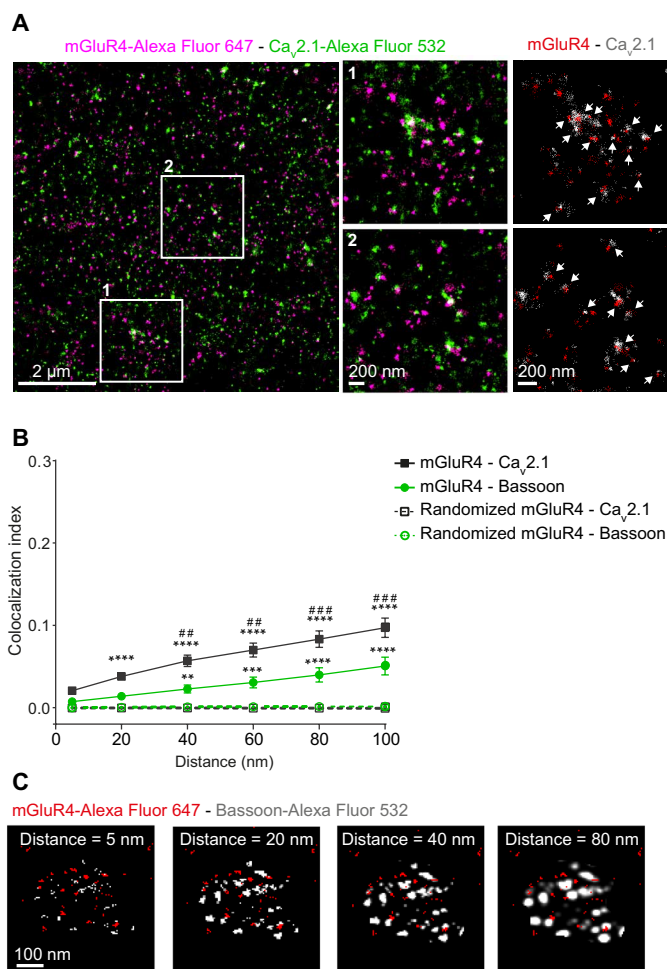 A
mGluR4-Alexa Fluor 647 - Cav2.1-Alexa Fluor 532
mGluR4 - Cav2.1
1
2
2
1
2 µm
200 nm
200 nm
B
0.3
0.2
0.1
0.0
Colocalization index
mGluR4 - Cav2.1
mGluR4 - Bassoon
Randomized mGluR4 - Cav2.1
Randomized mGluR4 - Bassoon
****
##
****
##
****
###
****
###
****
**
***
****
****
0 20 40 60 80 100
Distance (nm)
C
mGluR4-Alexa Fluor 647 - Bassoon-Alexa Fluor 532
Distance = 5 nm
Distance = 20 nm
Distance = 40 nm
Distance = 80 nm
100 nm